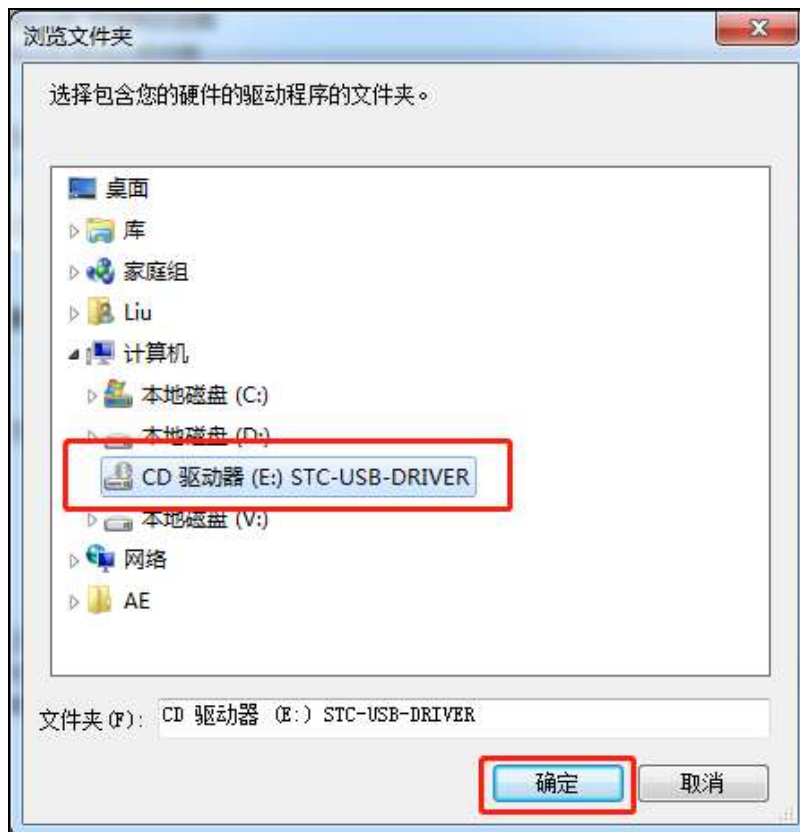 浏览文件夹
选择包含您的硬件的驱动程序的文件夹。
桌面
库
家庭组
Liu
计算机
本地磁盘 (C:)
本地磁盘 (D:)
CD 驱动器 (E:) STC-USB-DRIVER
本地磁盘 (V:)
网络
AE
文件夹(F): CD 驱动器 (E:) STC-USB-DRIVER
确定 取消